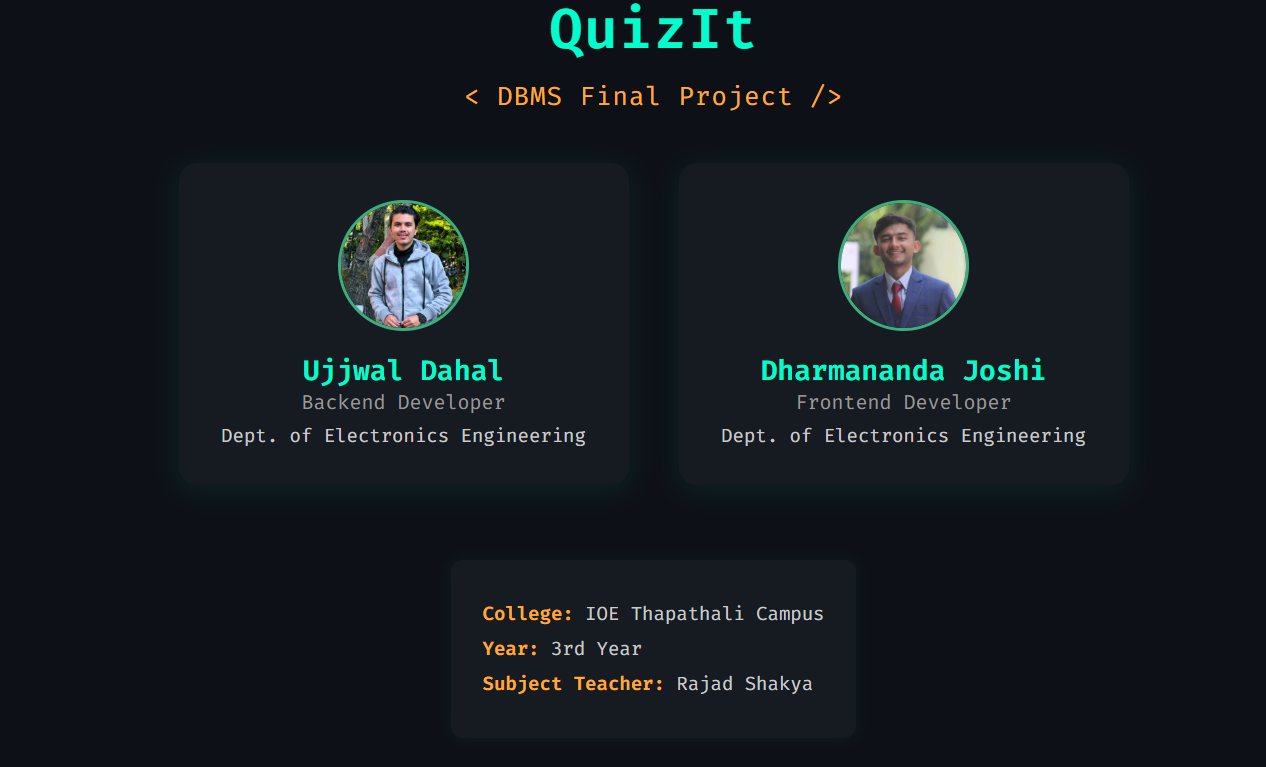 QuizIt
< DBMS Final Project />
Ujjwal Dahal
Backend Developer
Dept. of Electronics Engineering
Dharmananda Joshi
Frontend Developer
Dept. of Electronics Engineering
College: IOE Thapathali Campus
Year: 3rd Year
Subject Teacher: Rajad Shakya